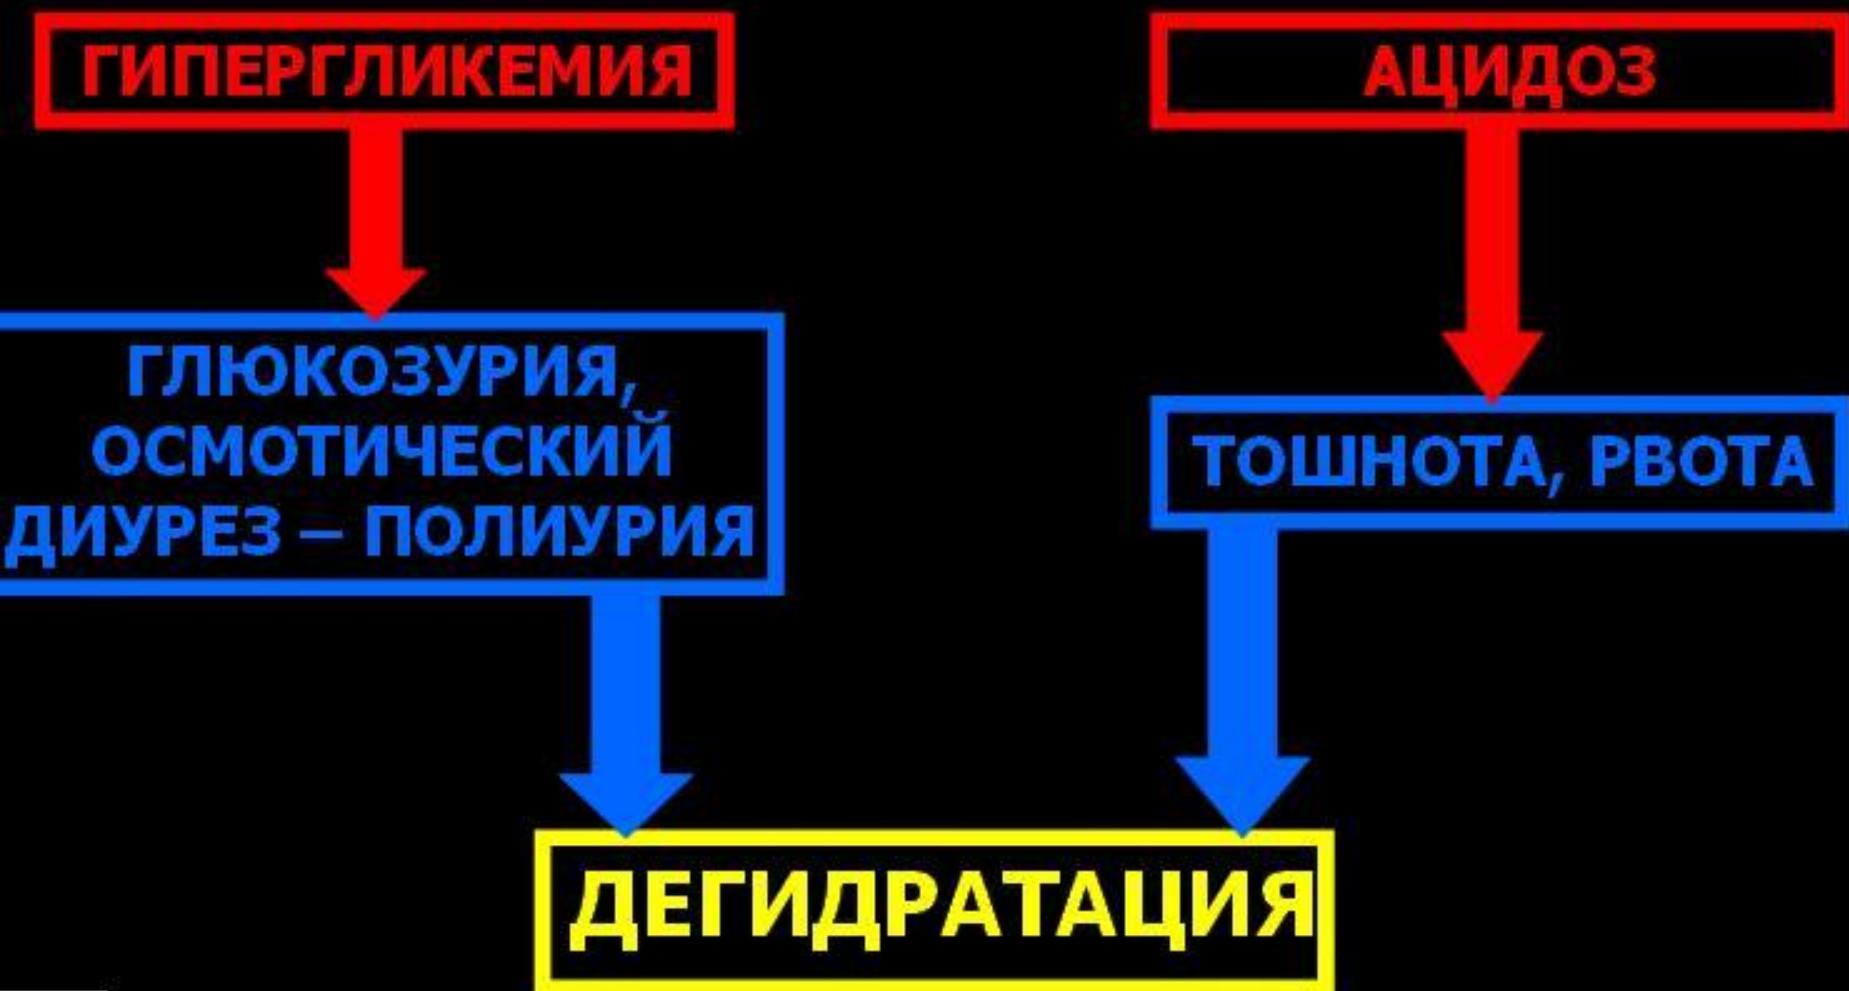 ГИПЕРГЛИКЕМИЯ
АЦИДОЗ
ГЛЮКОЗУРИЯ,
ОСМОТИЧЕСКИЙ
ДИУРЕЗ – ПОЛИУРИЯ
ТОШНОТА, РВОТА
ДЕГИДРАТАЦИЯ